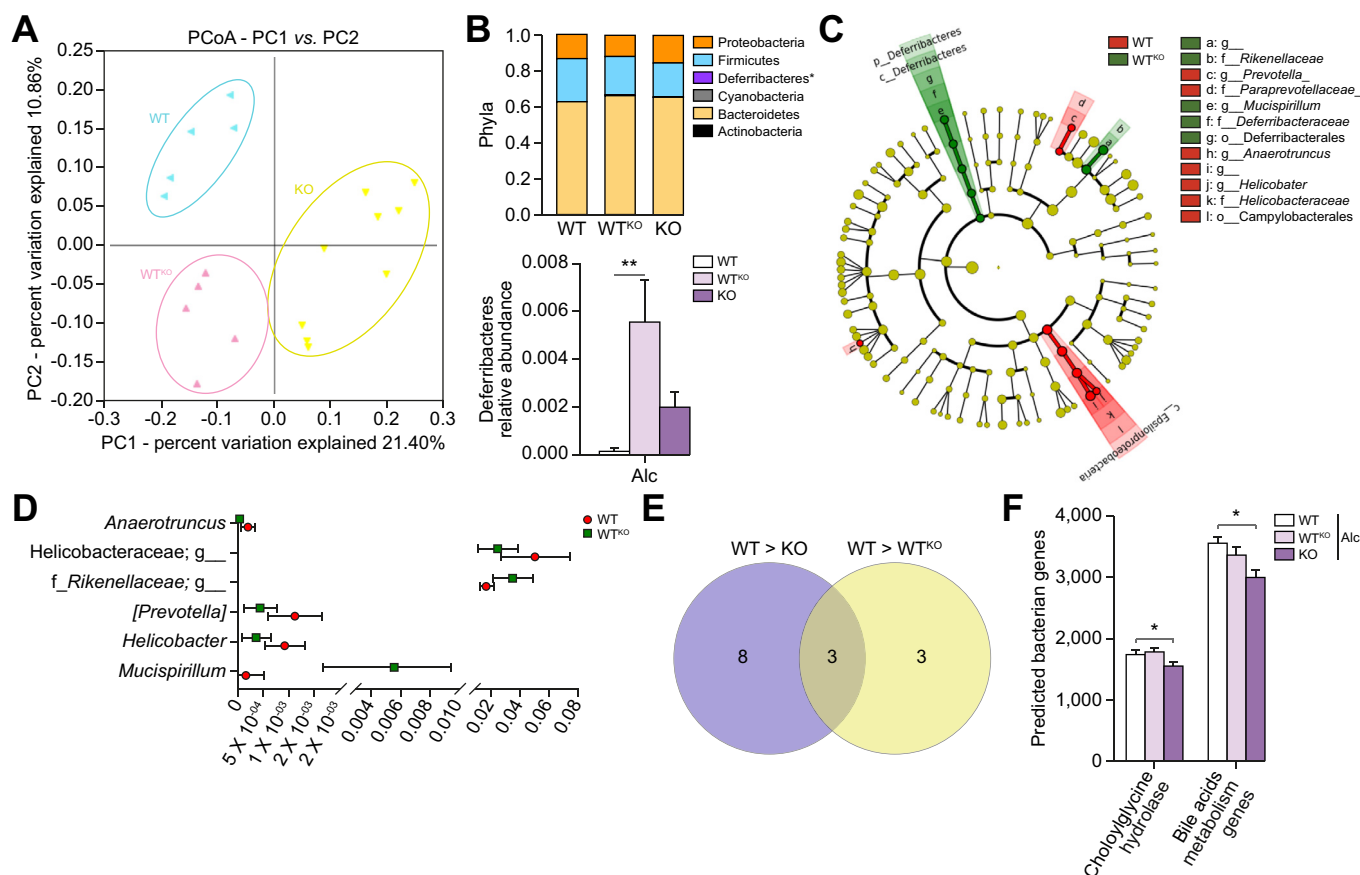 A
PCoA - PC1 vs. PC2
0.25
0.20
0.15
0.10
0.05
0.00
-0.05
-0.10
-0.15
-0.20
PC2 - percent variation explained 10.86%
WT
KO
WTKO
-0.3
-0.2
-0.1
0.0
0.1
0.2
0.3
PC1 - percent variation explained 21.40%
B
1.0
0.8
0.6
0.4
0.2
0.0
Phyla
WT
WTKO
KO
Proteobacteria
Firmicutes
Deferribacteres*
Cyanobacteria
Bacteroidetes
Actinobacteria
0.008
0.006
0.004
0.002
0.000
Deferribacteres
relative abundance
**
Alc
WT
WTKO
KO
C
p__Deferribacteres
c__Deferribacteres
g
f
e
d
c
b
a
h
i
k
l
c_Epsilonproteobacteria
WT
WTKO
a: g__
b: f__Rikenellaceae
c: g__Prevotella_
d: f__Paraprevotellaceae_
e: g__Mucispirillum
f: f__Deferribacteraceae
g: o__Deferribacterales
h: g__Anaerotruncus
i: g__
j: g__Helicobater
k: f__Helicobacteraceae
l: o__Campylobacterales
D
Anaerotruncus
Helicobacteraceae; g__
f_Rikenellaceae; g__
[Prevotella]
Helicobacter
Mucispirillum
WT
WTKO
0
5 X 10-04
1 X 10-03
2 X 10-03
2 X 10-03
0.004
0.006
0.008
0.010
0.02
0.04
0.06
0.08
E
WT > KO
WT > WTKO
8
3
3
F
4,000
3,000
2,000
1,000
0
Predicted bacterian genes
*
*
WT
WTKO
KO
Alc
Choloylglycine
hydrolase
Bile acids
metabolism
genes